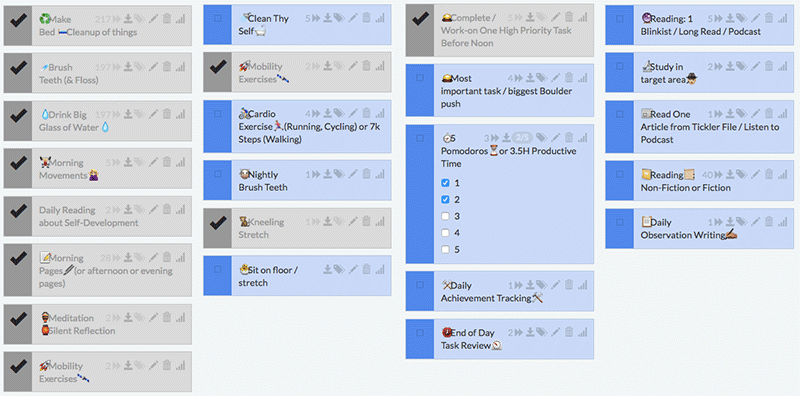 Make 217
Bed Cleanup of things
Brush 197
Teeth (& Floss)
Drink Big 197
Glass of Water
Morning 5
Movements
Daily Reading 2
about Self-Development
Morning 28
Pages (or afternoon or evening
pages)
Meditation 2
Silent Reflection
Mobility 2
Exercises
Clean Thy 5
Self
Mobility 2
Exercises
Cardio 4
Exercise (Running, Cycling) or 7k
Steps (Walking)
Nightly 1
Brush Teeth
Kneeling 1
Stretch
Sit on floor /
stretch
Complete / 5
Work-on One High Priority Task
Before Noon
Most 4
important task / biggest Boulder
push
5 3 2/5
Pomodoros or 3.5H Productive
Time
1
2
3
4
5
Daily 1
Achievement Tracking
End of Day 2
Task Review
Reading: 1 5
Blinkist / Long Read / Podcast
Study in 2
target area
Read One
Article from Tickler File / Listen to
Podcast
Reading 40
Non-Fiction or Fiction
Daily 1
Observation Writing